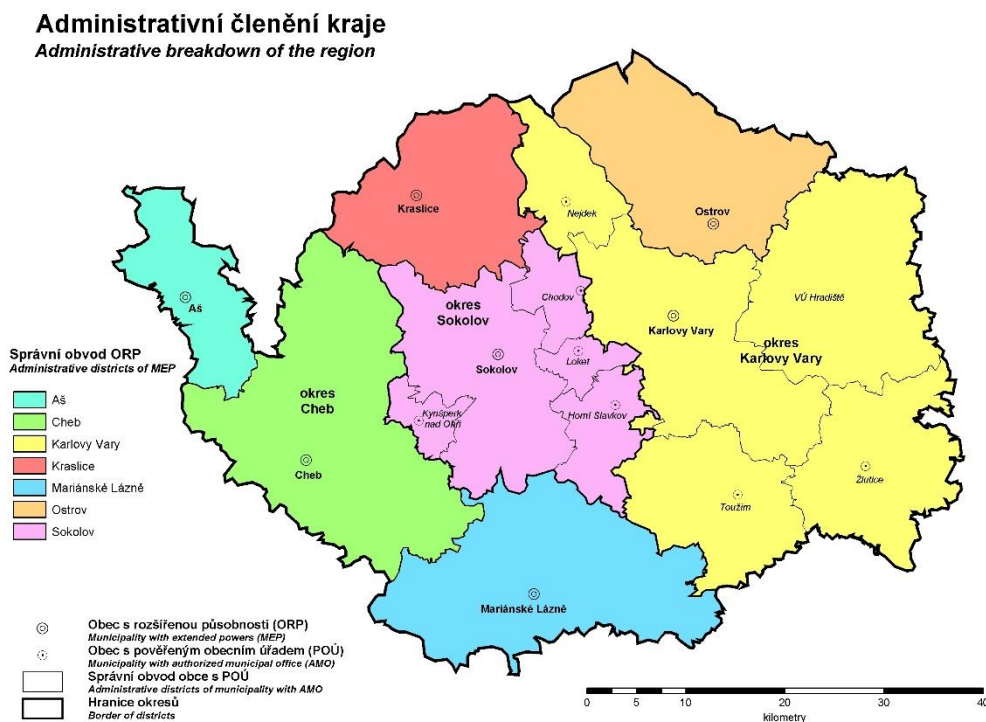 Administrativní členění kraje
Administrative breakdown of the region
Kraslice
Nejdek
Ostrov
Aš
VÚ Hradiště
Chodov
okres
Sokolov
Karlovy Vary
okres
Karlovy Vary
Loket
Sokolov
okres
Cheb
Kynšperk
nad Ohří
Horní Slavkov
Cheb
Toužim
Žlutice
Mariánské Lázně
Správní obvod ORP
Administrative districts of MEP
Aš
Cheb
Karlovy Vary
Kraslice
Mariánské Lázně
Ostrov
Sokolov
Obec s rozšířenou působností (ORP)
Municipality with extended powers (MEP)
Obec s pověřeným obecním úřadem (POÚ)
Municipality with authorized municipal office (AMO)
Správní obvod obce s POÚ
Administrative districts of municipality with AMO
Hranice okresů
Border of districts
0 5 10 20 30 40
kilometry